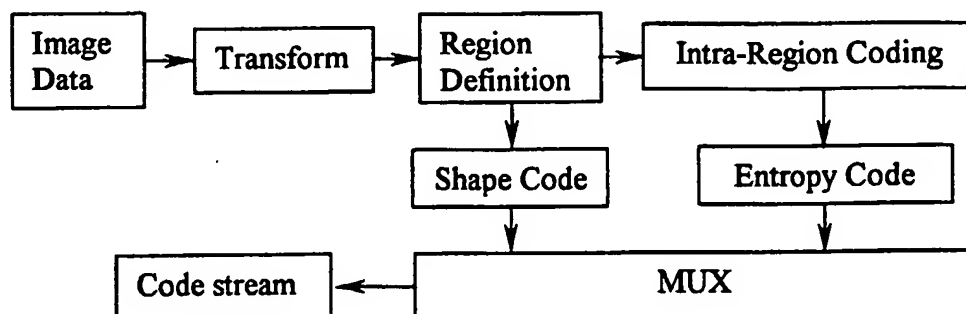 Image
Data
Transform
Region
Definition
Intra-Region Coding
Shape Code
Entropy Code
Code stream
MUX